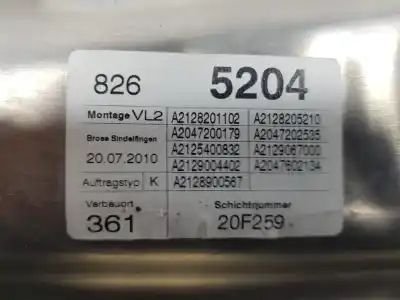 826 5204
Montage VL2 A2128201102 A2128205210
A2047200179 A2047202535
Brose Sindelfingen A2125400832 A2129067000
20.07.2010 A2129004402 A2047602134
Auftragstyp K A2128900567
Verbauort Schichtnummer
361 20F259